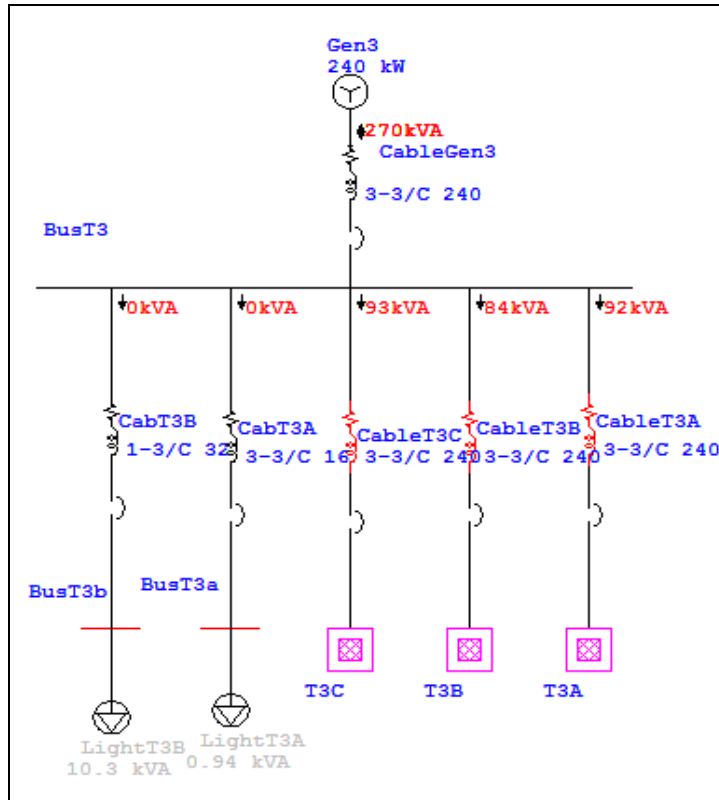 Gen3
240 kW
270kVA
CableGen3
3-3/C 240
BusT3
0kVA 0kVA 93kVA 84kVA 92kVA
CabT3B CabT3A CableT3C CableT3B CableT3A
1-3/C 32 3-3/C 16 3-3/C 240 3-3/C 240 3-3/C 240
BusT3b BusT3a
T3C T3B T3A
LightT3B LightT3A
10.3 kVA 0.94 kVA